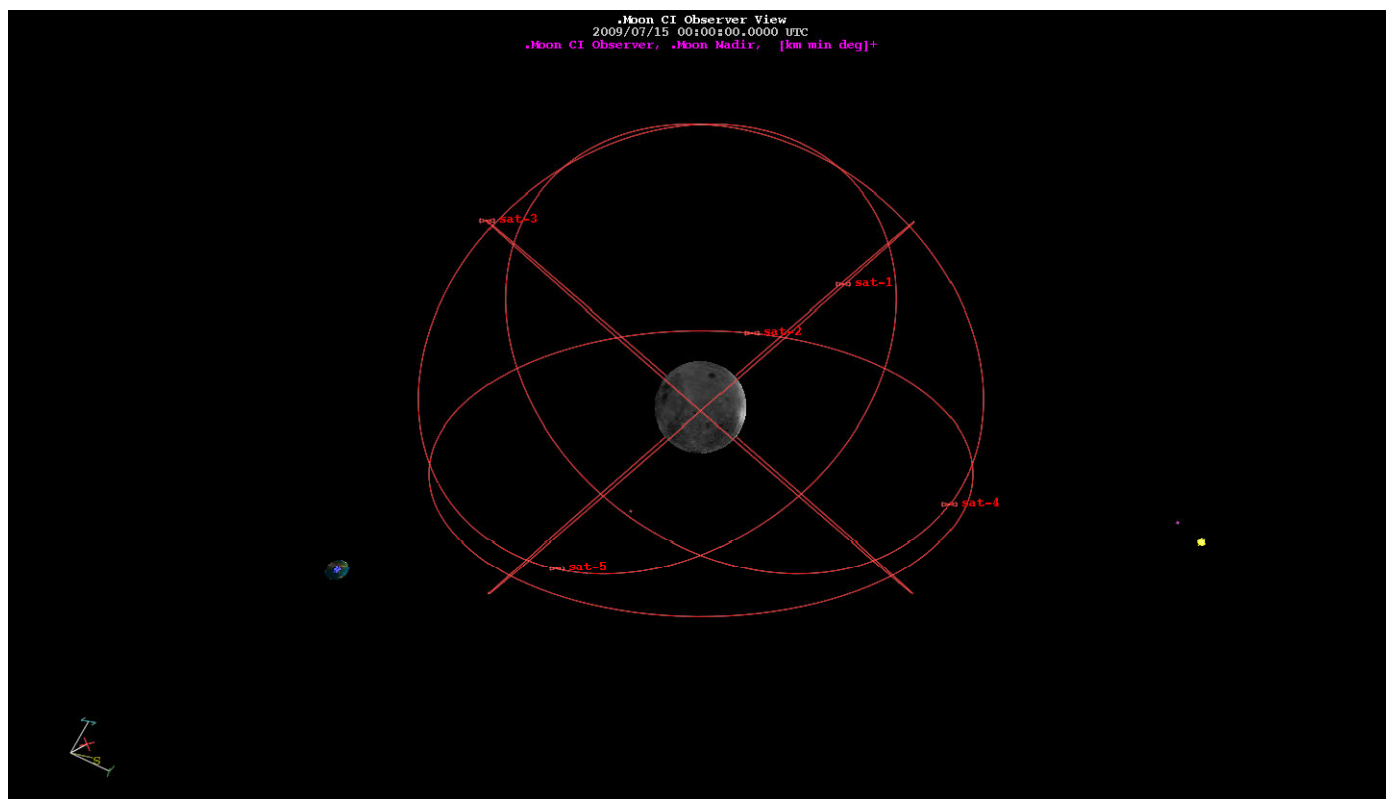 .Moon CI Observer View
2009/07/15 00:00:00.0000 UTC
.Moon CI Observer, .Moon Nadir, [km min deg]+
sat-3
sat-1
sat-2
sat-4
sat-5
X
S